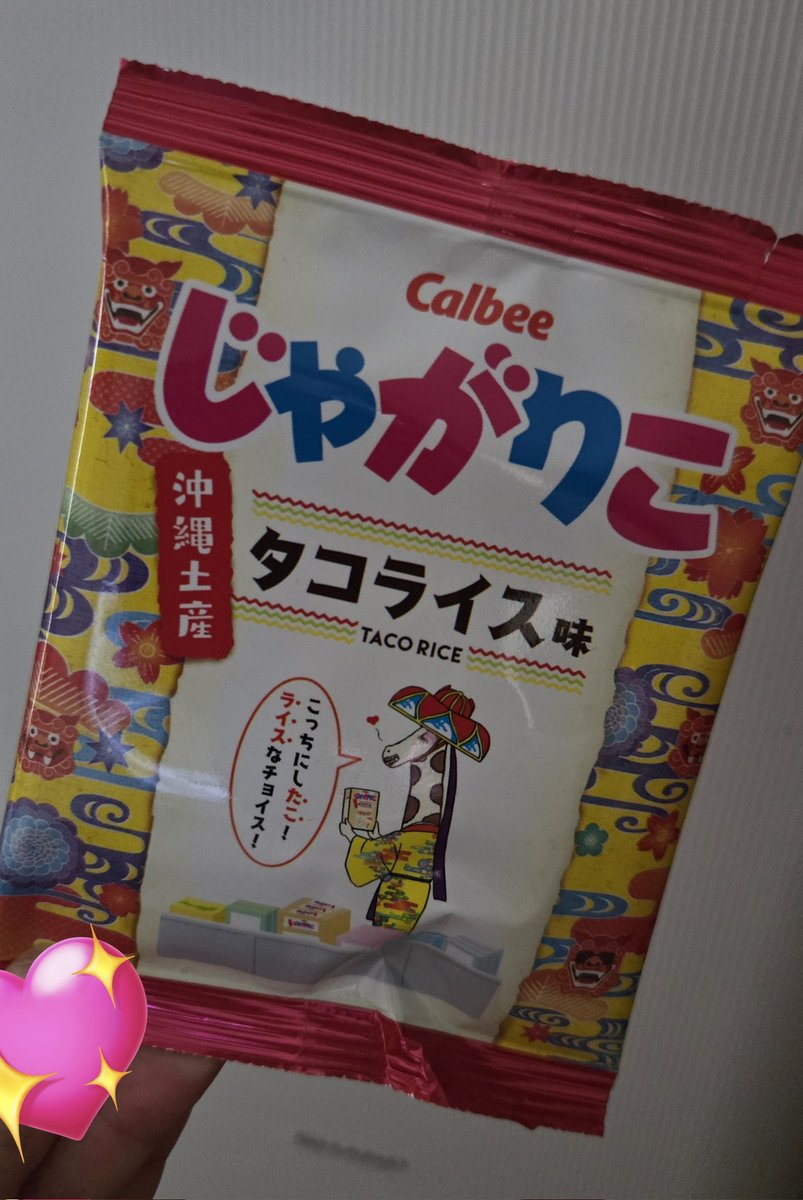 Calbee
じゃがりこ
沖縄土産
タコライス味
TACO RICE
こっちにしたこ!
ライスなチョイス!